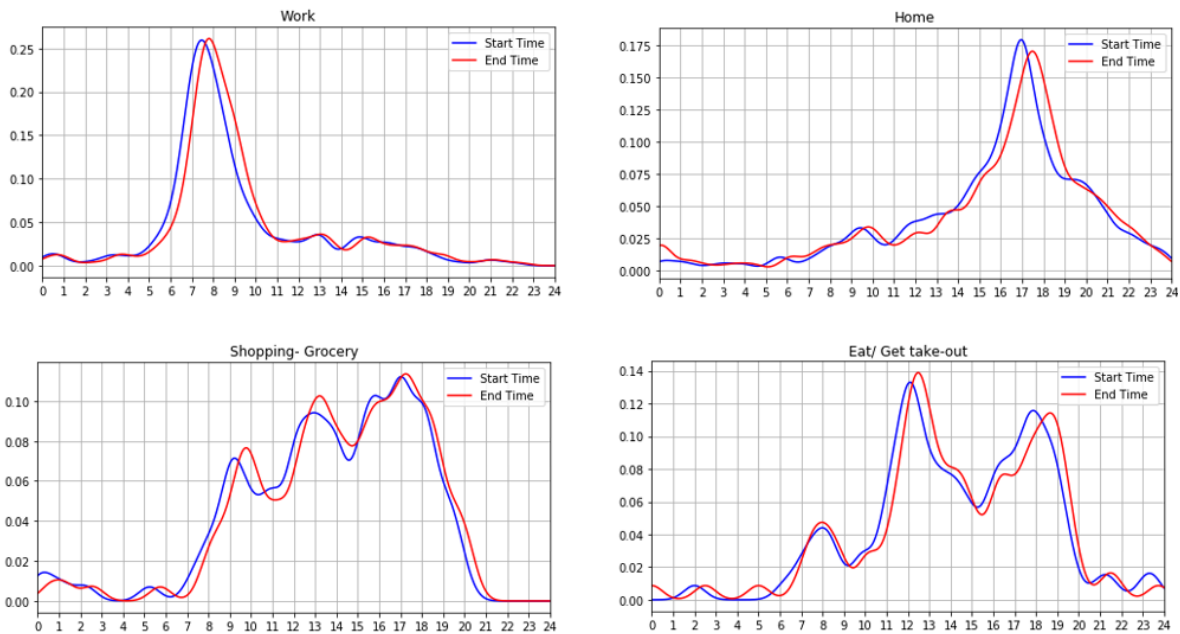 Work
Start Time
End Time
0.25
0.20
0.15
0.10
0.05
0.00
0 1 2 3 4 5 6 7 8 9 10 11 12 13 14 15 16 17 18 19 20 21 22 23 24
Home
Start Time
End Time
0.175
0.150
0.125
0.100
0.075
0.050
0.025
0.000
0 1 2 3 4 5 6 7 8 9 10 11 12 13 14 15 16 17 18 19 20 21 22 23 24
Shopping- Grocery
Start Time
End Time
0.10
0.08
0.06
0.04
0.02
0.00
0 1 2 3 4 5 6 7 8 9 10 11 12 13 14 15 16 17 18 19 20 21 22 23 24
Eat/ Get take-out
Start Time
End Time
0.14
0.12
0.10
0.08
0.06
0.04
0.02
0.00
0 1 2 3 4 5 6 7 8 9 10 11 12 13 14 15 16 17 18 19 20 21 22 23 24